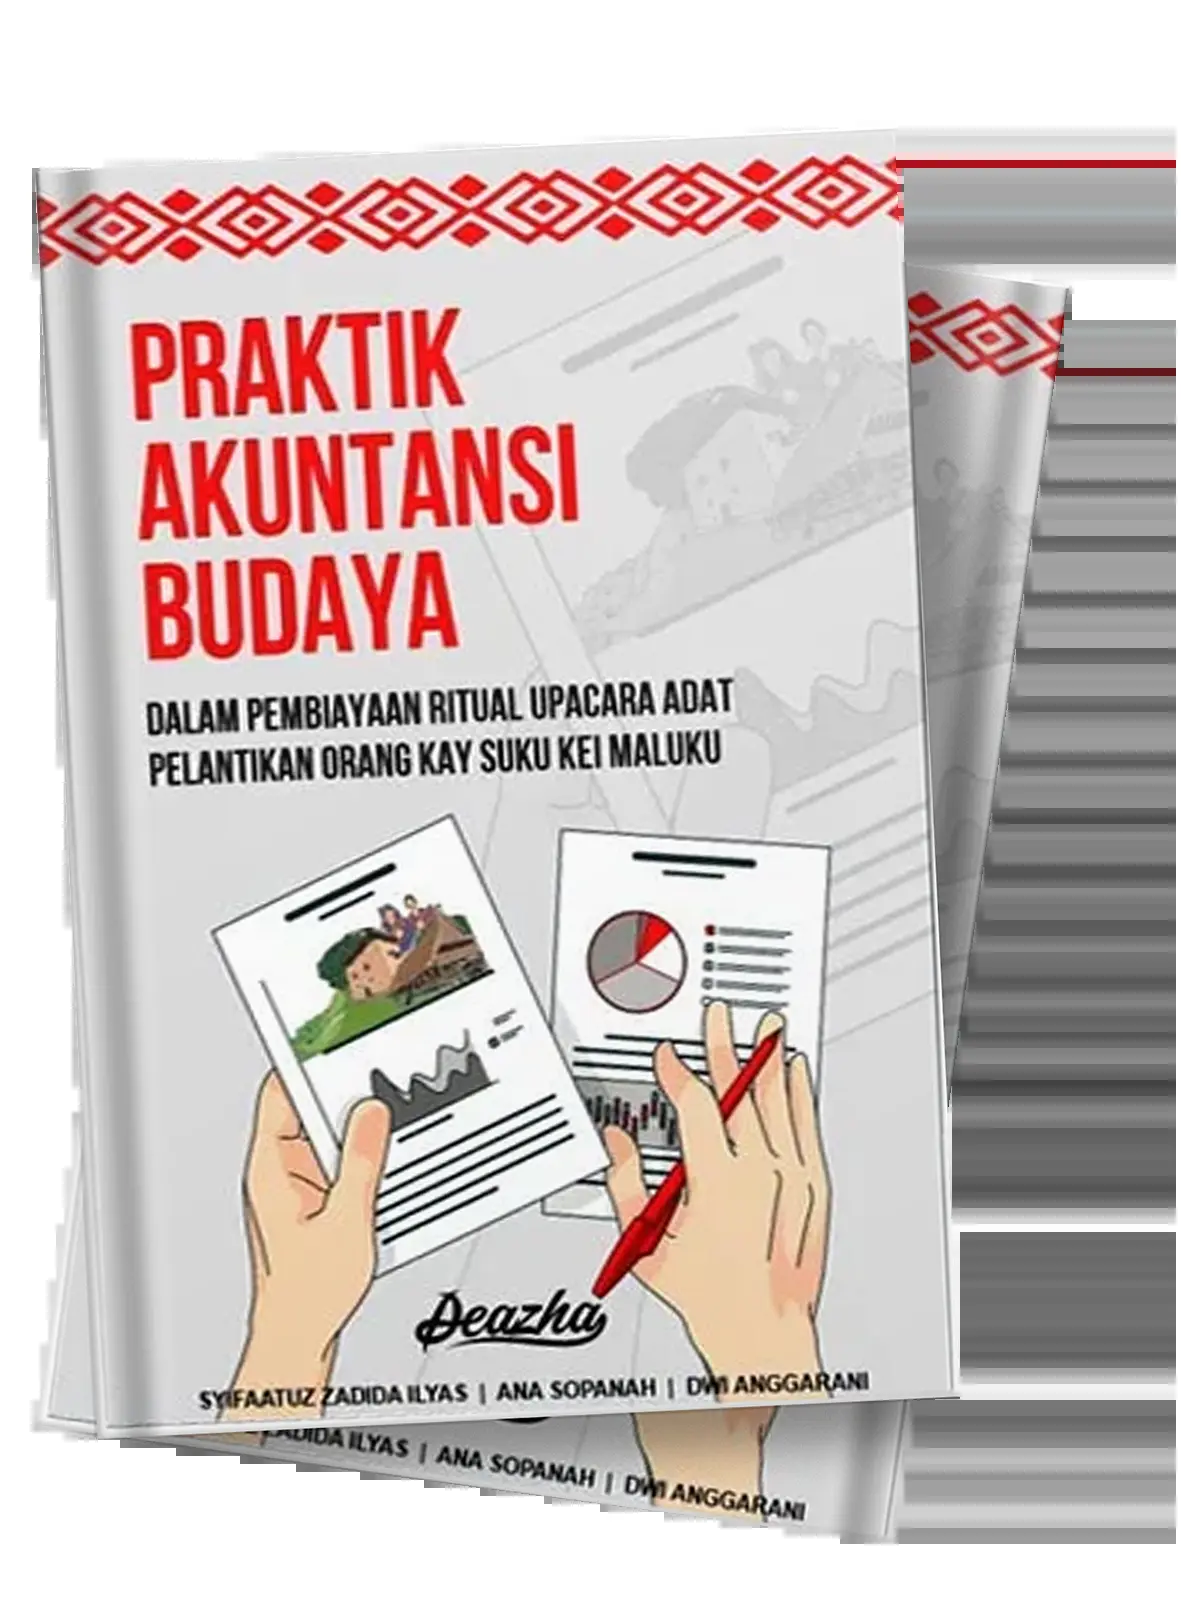 PRAKTIK
AKUNTANSI
BUDAYA
DALAM PEMBIAYAAN RITUAL UPACARA ADAT
PELANTIKAN ORANG KAY SUKU KEI MALUKU
Deazha
SYIFAATUZ ZADIDA ILYAS | ANA SOPANAH | DWI ANGGARANI
ZADIDA ILYAS | ANA SOPANAH | DWI ANGGARANI